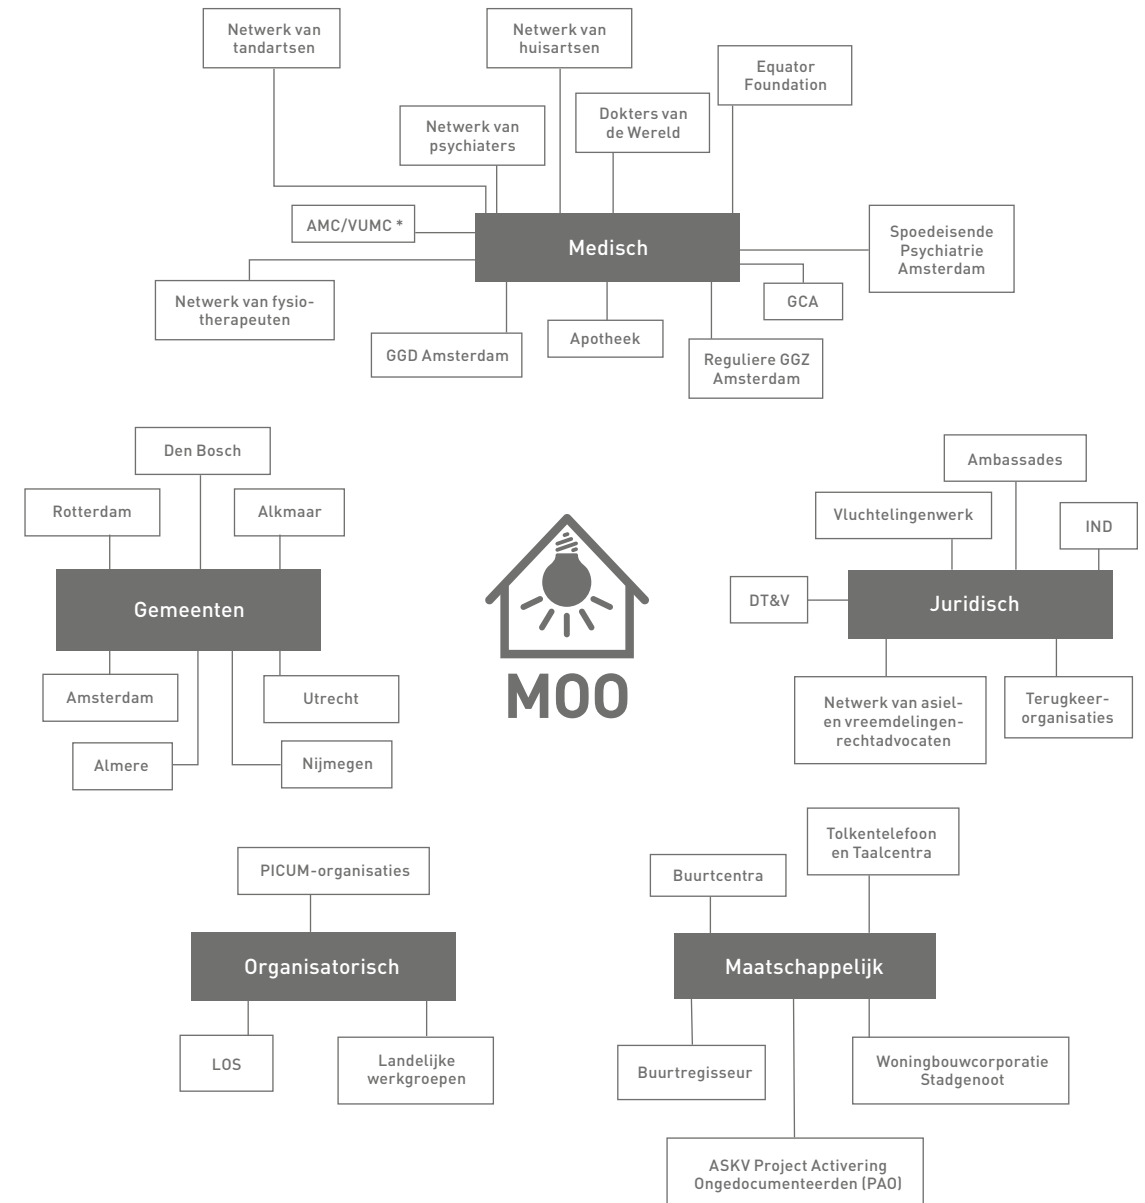 Netwerk van
tandartsen
Netwerk van
huisartsen
Equator
Foundation
Netwerk van
psychiaters
Dokters van
de Wereld
AMC/VUMC *
Medisch
Spoedeisende
Psychiatrie
Amsterdam
Netwerk van fysio-
therapeuten
GCA
GGD Amsterdam
Apotheek
Reguliere GGZ
Amsterdam
Den Bosch
Rotterdam
Alkmaar
Gemeenten
Amsterdam
Utrecht
Almere
Nijmegen
MOO
Ambassades
Vluchtelingenwerk
IND
DT&V
Juridisch
Netwerk van asiel-
en vreemdelingen-
rechtadvocaten
Terugkeer-
organisaties
PICUM-organisaties
Organisatorisch
LOS
Landelijke
werkgroepen
Tolkentelefoon
en Taalcentra
Buurtcentra
Maatschappelijk
Buurtregisseur
Woningbouwcorporatie
Stadgenoot
ASKV Project Activering
Ongedocumenteerden (PAO)